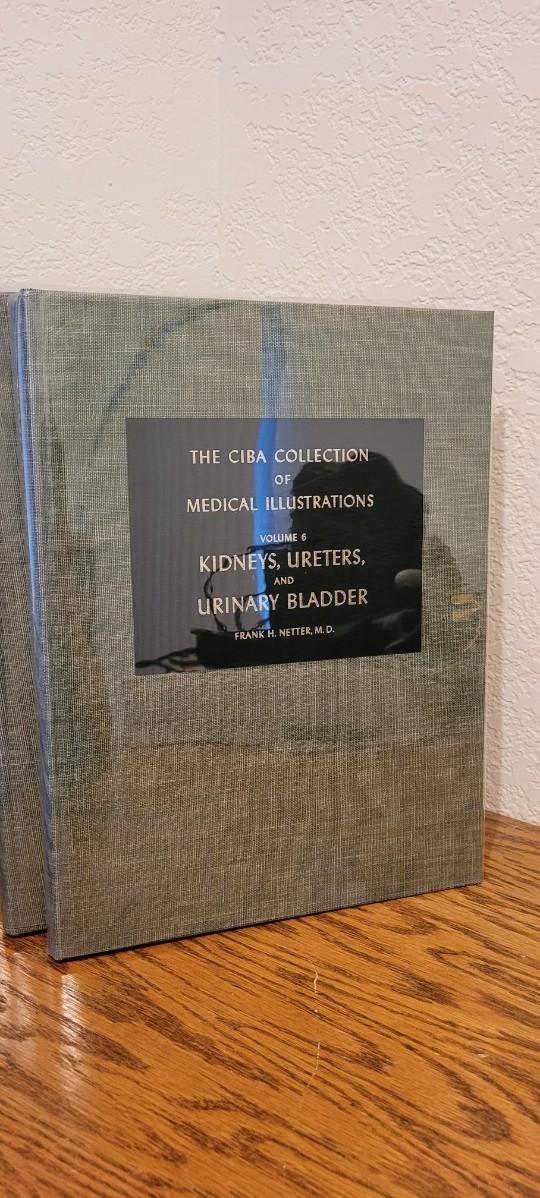 THE CIBA COLLECTION
OF
MEDICAL ILLUSTRATIONS
VOLUME 6
KIDNEYS, URETERS,
AND
URINARY BLADDER
FRANK H. NETTER, M.D.